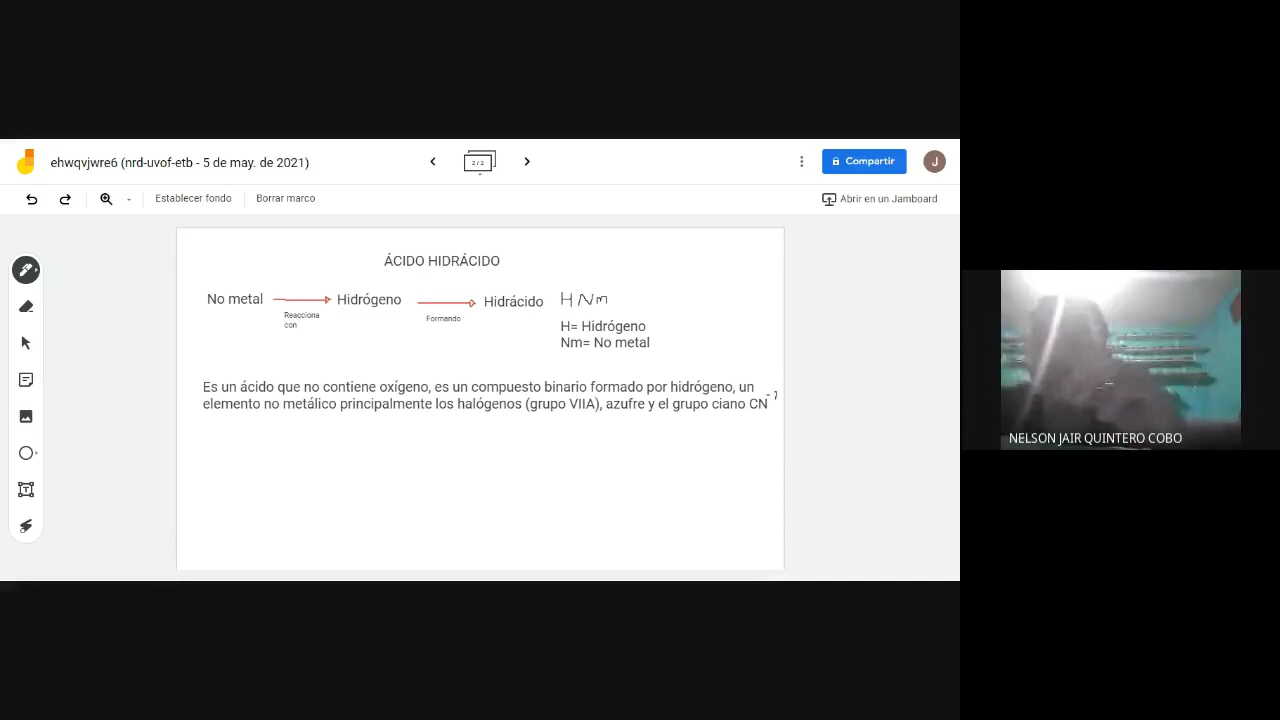 ehwqvjwre6 (nrd-uvof-etb - 5 de may. de 2021)
2 / 2
Compartir
J
Establecer fondo
Borrar marco
Abrir en un Jamboard
ÁCIDO HIDRÁCIDO
No metal
Hidrógeno
Hidrácido
H Nm
Reacciona
con
Formando
H= Hidrógeno
Nm= No metal
Es un ácido que no contiene oxígeno, es un compuesto binario formado por hidrógeno, un
elemento no metálico principalmente los halógenos (grupo VIIA), azufre y el grupo ciano CN-1
NELSON JAIR QUINTERO COBO